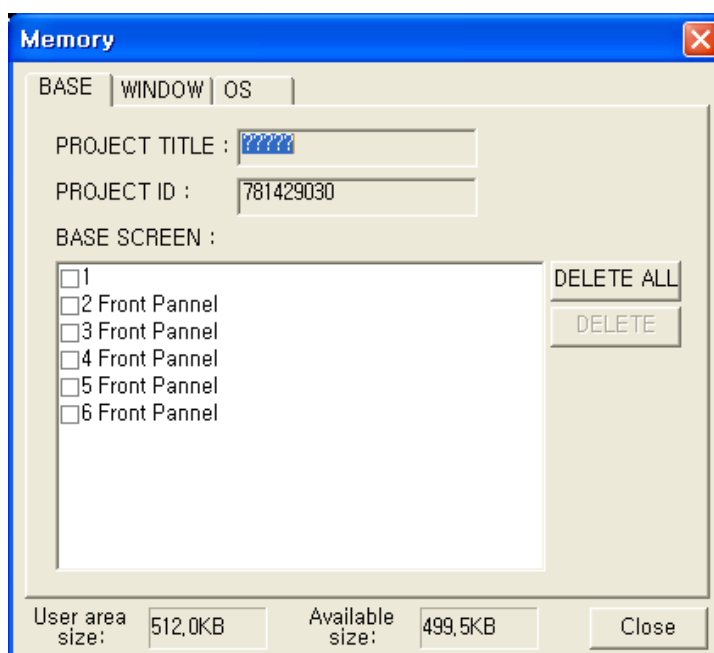 Memory
BASE WINDOW OS
PROJECT TITLE : ?????
PROJECT ID : 781429030
BASE SCREEN :
1
2 Front Pannel
3 Front Pannel
4 Front Pannel
5 Front Pannel
6 Front Pannel
DELETE ALL
DELETE
User area size: 512,0KB Available size: 499,5KB Close